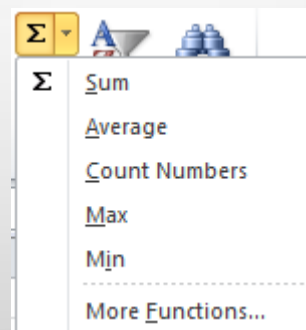 Σ
Σ Sum
Average
Count Numbers
Max
Min
More Functions...